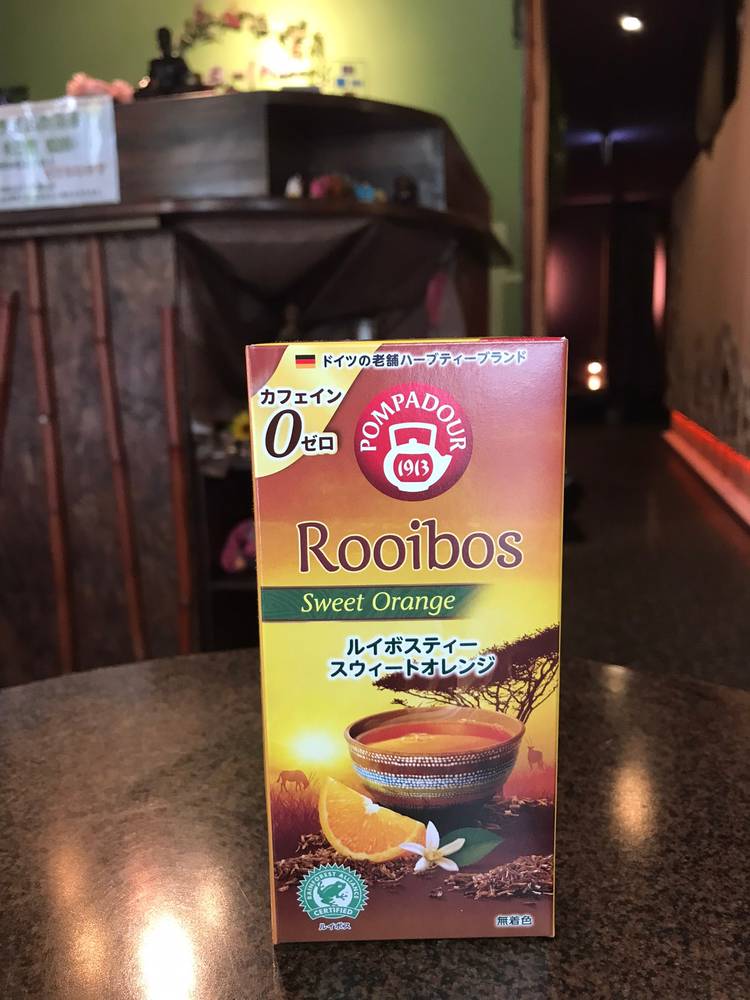 ドイツの老舗ハーブティーブランド
カフェイン
0ゼロ
POMPADOUR
1913
Rooibos
Sweet Orange
ルイボスティー
スウィートオレンジ
RAINFOREST ALLIANCE
CERTIFIED
ルイボス
無着色